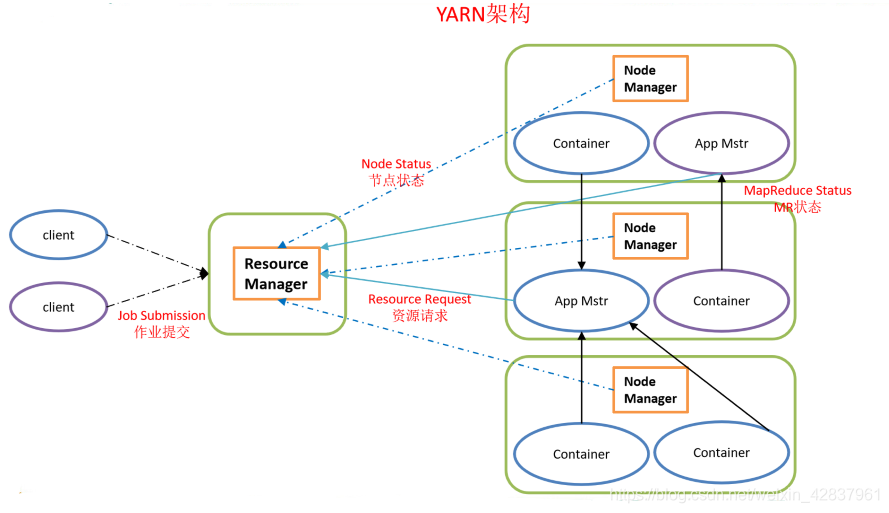 YARN架构
Node
Manager
Container
App Mstr
Node Status
节点状态
MapReduce Status
MR状态
client
Resource
Manager
Node
Manager
client
Job Submission
作业提交
Resource Request
资源请求
App Mstr
Container
Node
Manager
Container
Container
https://blog.csdn.net/weixin_42837961